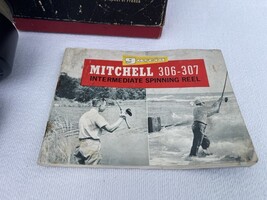 MITCHELL 306-307
INTERMEDIATE SPINNING REEL